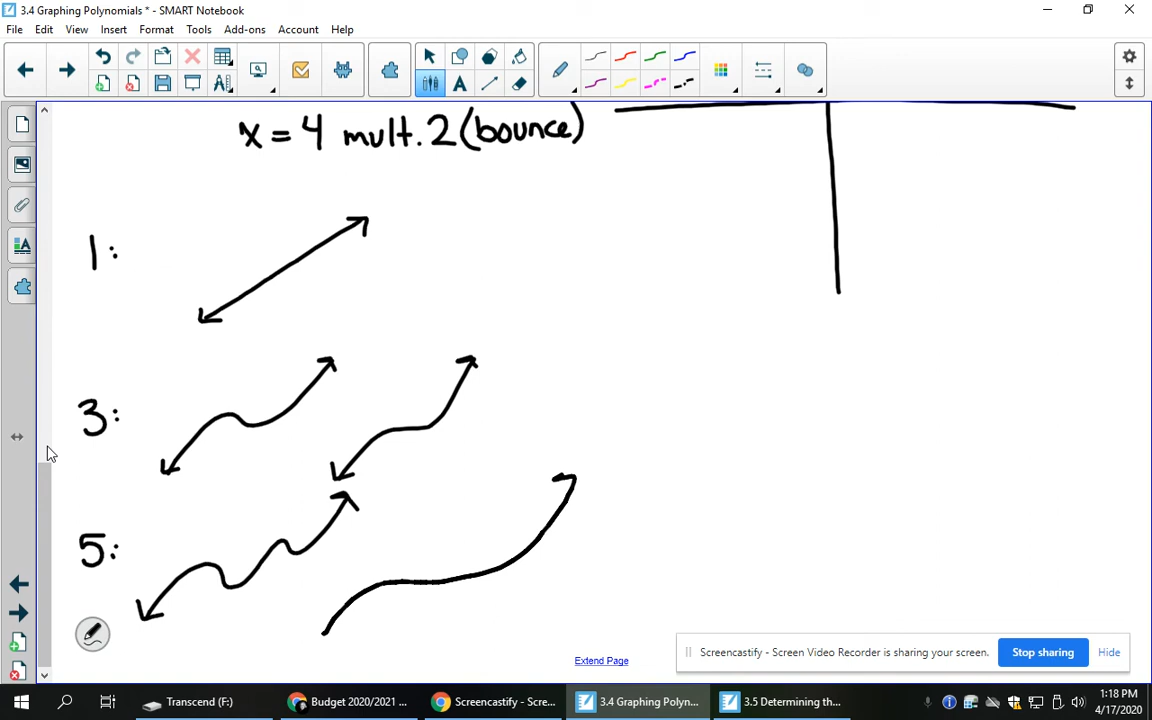 3.4 Graphing Polynomials * - SMART Notebook
File Edit View Insert Format Tools Add-ons Account Help
x = 4 mult. 2 (bounce)
1:
3:
5:
Extend Page
Screencastify - Screen Video Recorder is sharing your screen. Stop sharing Hide
Transcend (F:) Budget 2020/2021 ... Screencastify - Scre... 3.4 Graphing Polyn... 3.5 Determining th...
1:18 PM
4/17/2020